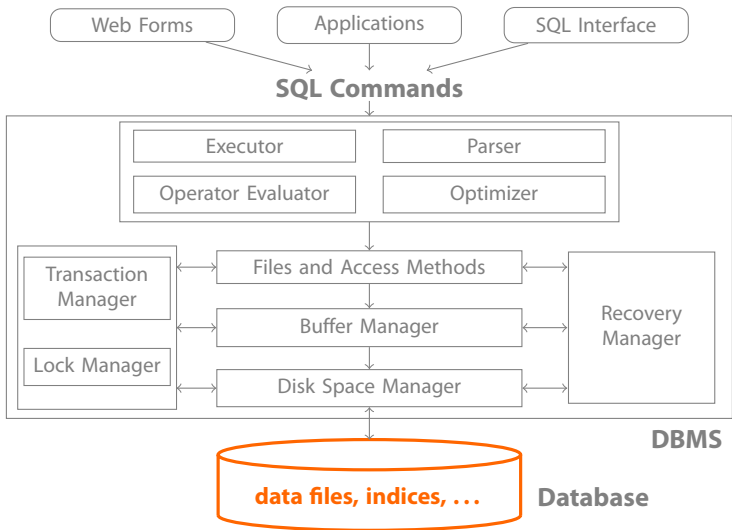 Web Forms
Applications
SQL Interface
SQL Commands
Executor
Parser
Operator Evaluator
Optimizer
Transaction
Manager
Lock Manager
Files and Access Methods
Buffer Manager
Disk Space Manager
Recovery
Manager
DBMS
data files, indices, . . .
Database